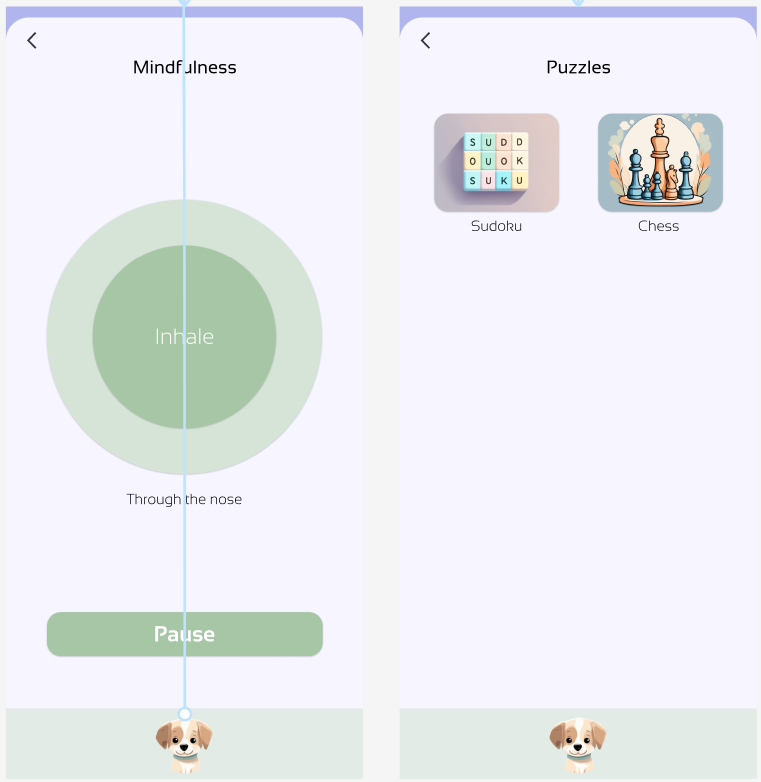 Mindfulness
Inhale
Through the nose
Pause
Puzzles
S U D D
O U O K
S U K U
Sudoku
Chess